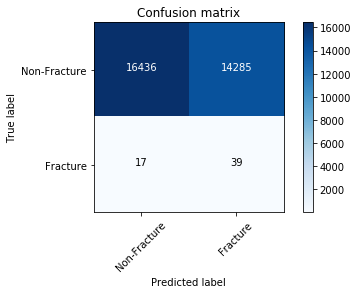 Confusion matrix
True label
Non-Fracture
16436
14285
Fracture
17
39
Non-Fracture
Fracture
Predicted label
16000
14000
12000
10000
8000
6000
4000
2000